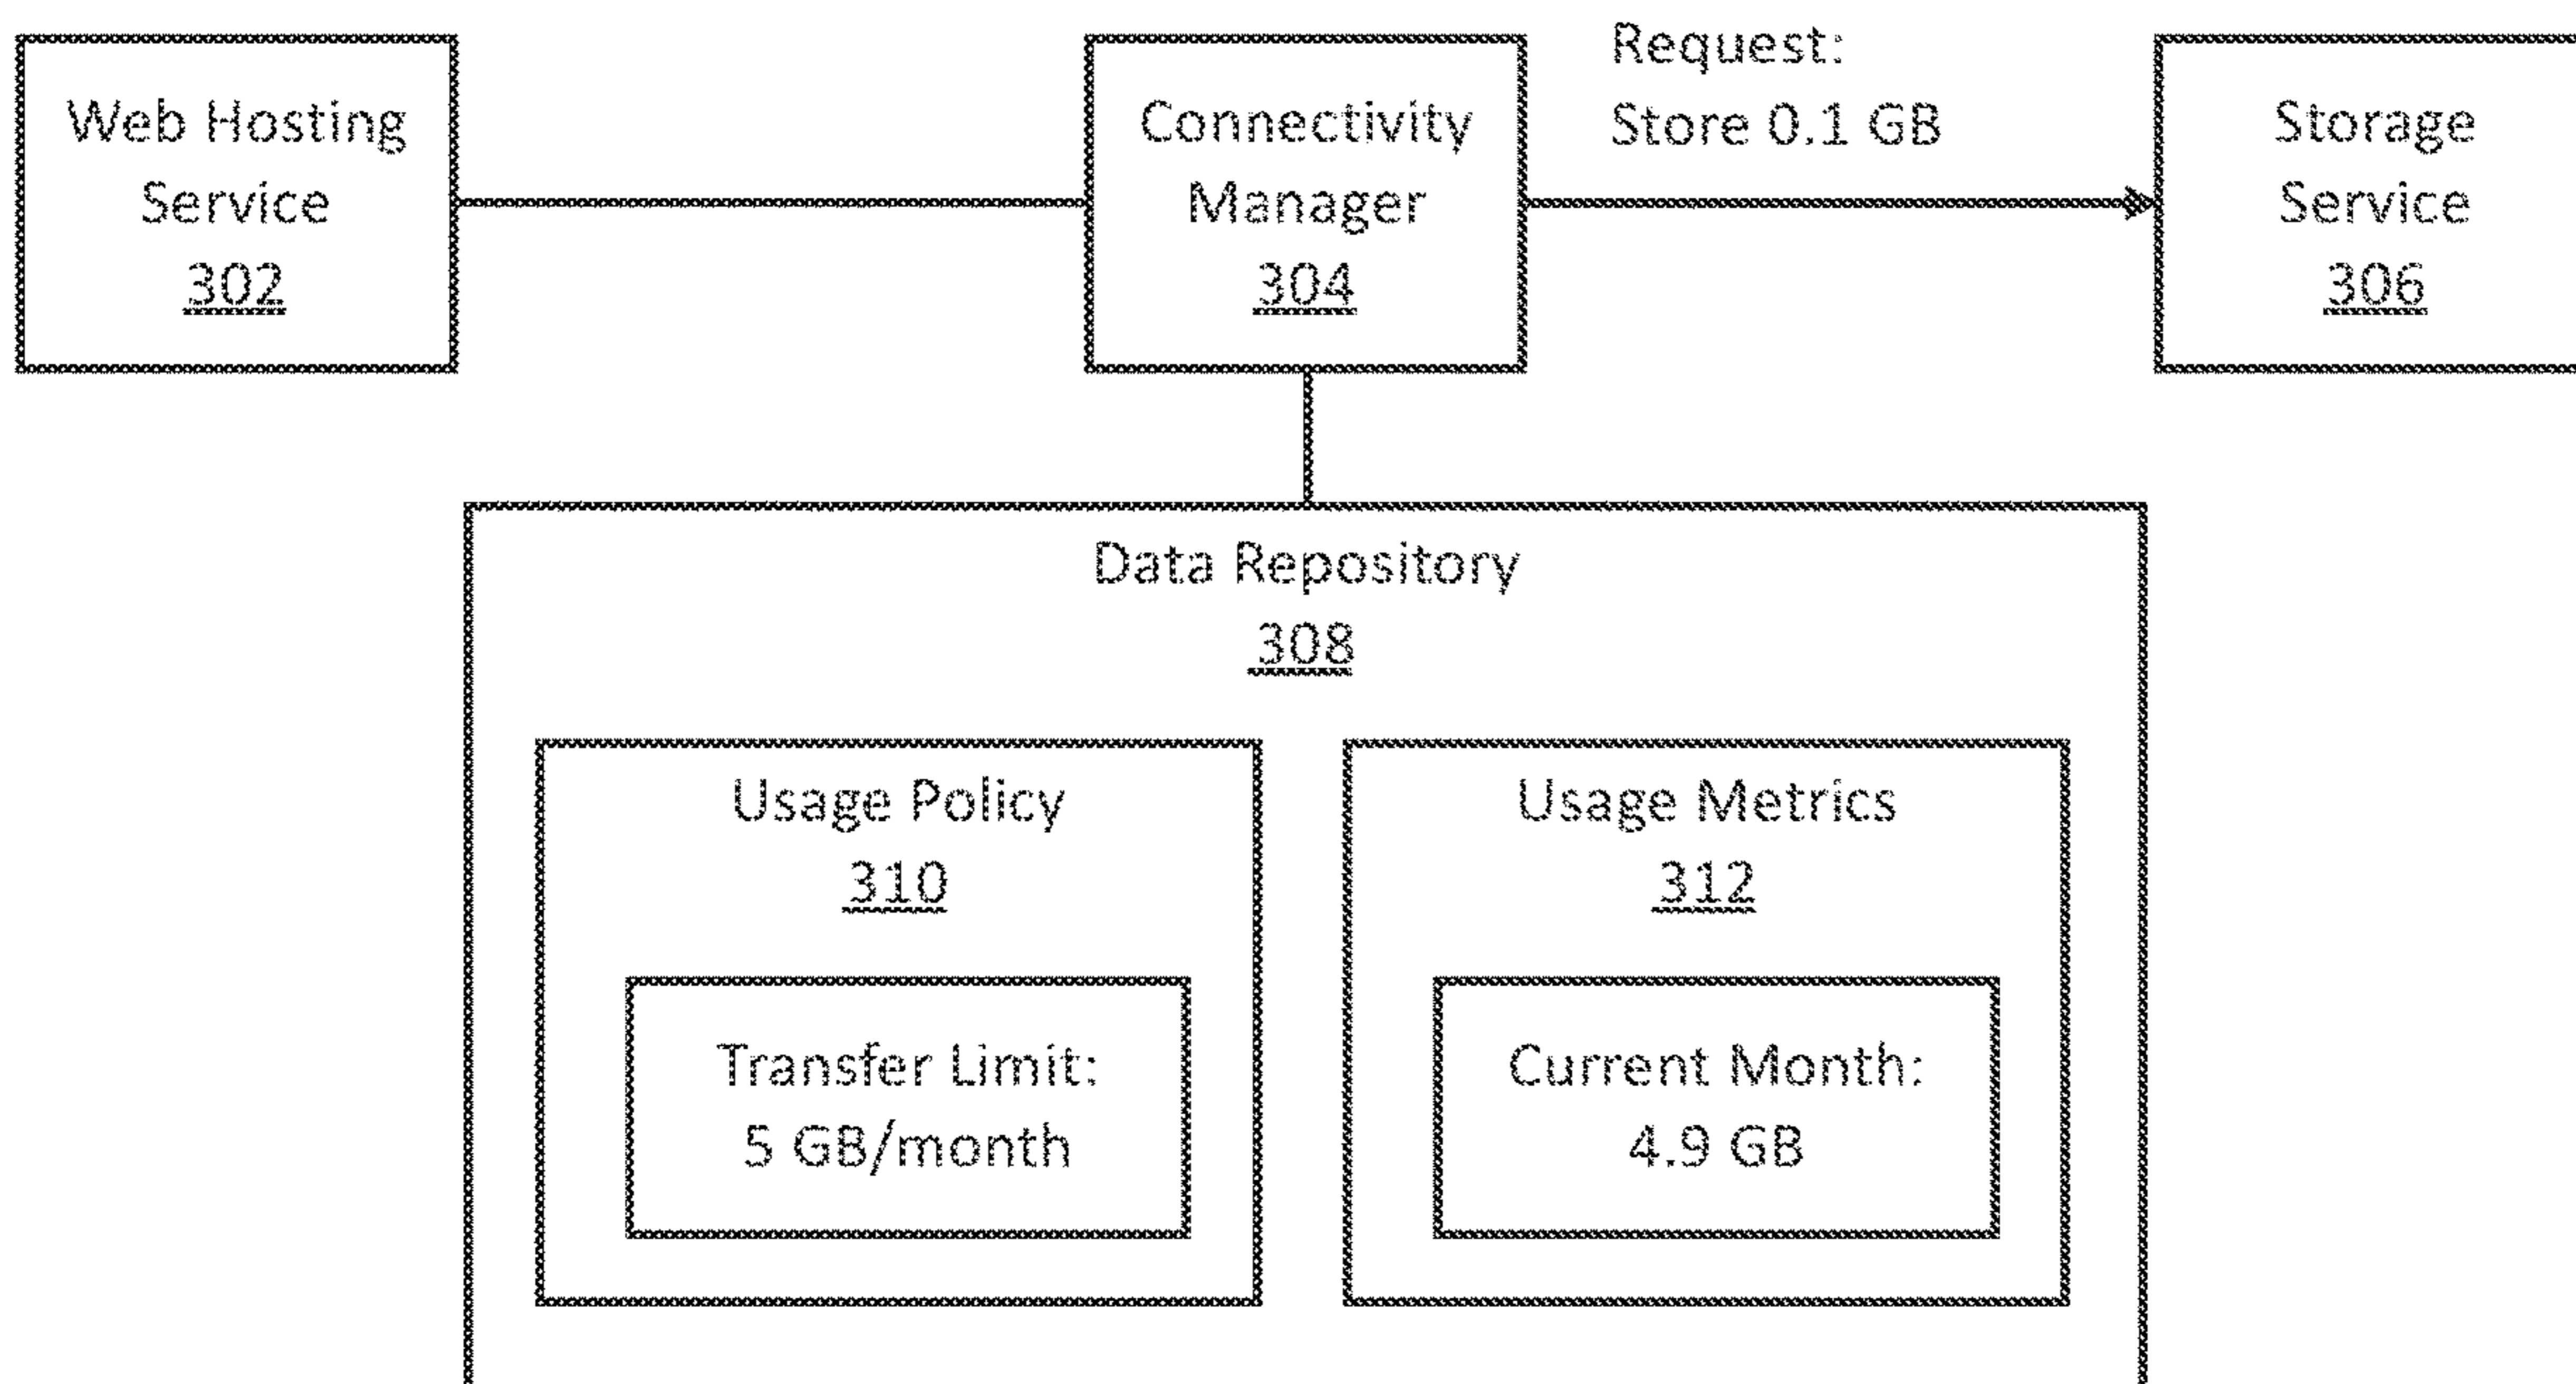 Web Hosting
Service
302
Connectivity
Manager
304
Request:
Store 0.1 GB
Storage
Service
306
Data Repository
308
Usage Policy
310
Transfer Limit:
5 GB/month
Usage Metrics
312
Current Month:
4.9 GB